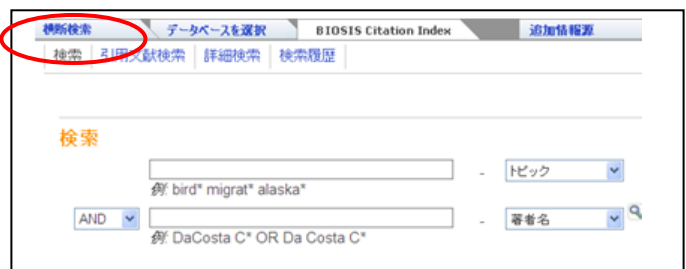 横断検索 データベースを選択 BIOSIS Citation Index 追加情報源
検索 引用文献検索 詳細検索 検索履歴
検索
- トピック
例: bird* migrat* alaska*
AND - 著者名
例: DaCosta C* OR Da Costa C*